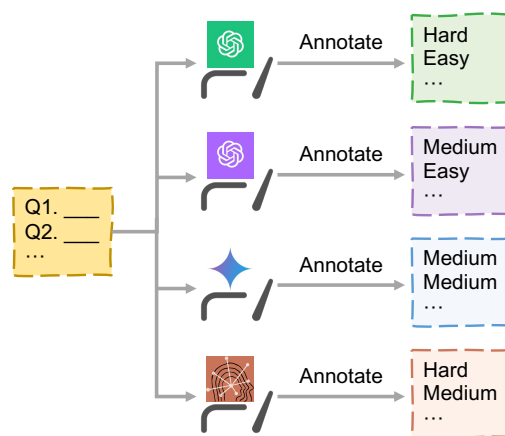 Annotate
Hard
Easy
…
Annotate
Medium
Easy
…
Q1. ___
Q2. ___
…
Annotate
Medium
Medium
…
Annotate
Hard
Medium
…